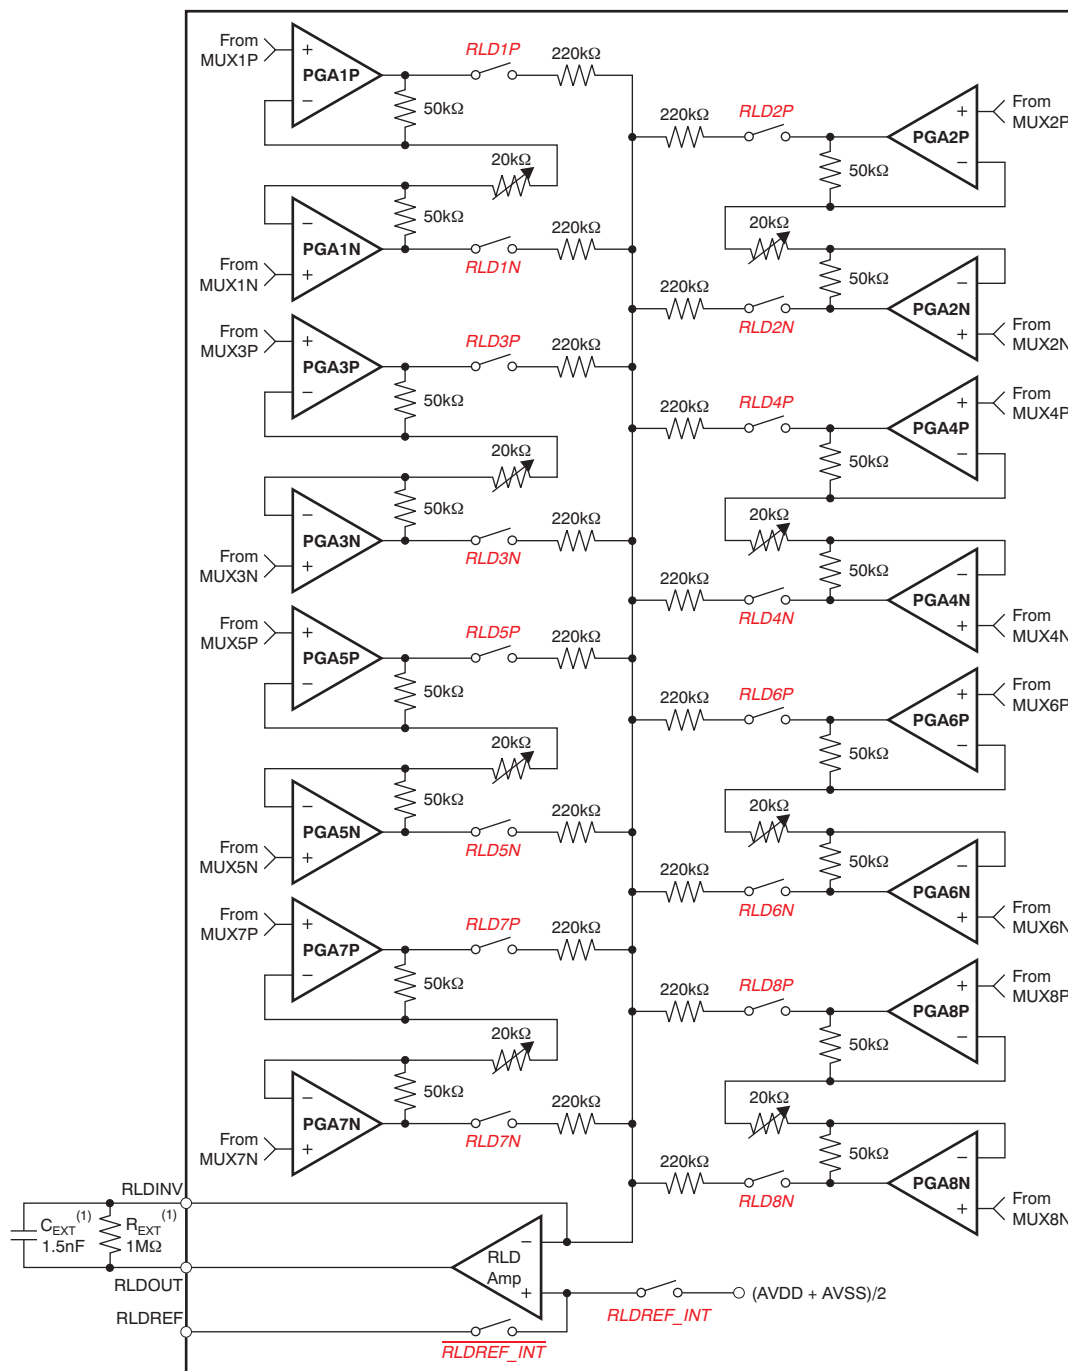 From
MUX1P
+
PGA1P
−
RLD1P
220kΩ
50kΩ
20kΩ
−
PGA1N
+
50kΩ
From
MUX1N
RLD1N
220kΩ
220kΩ
RLD2P
+
PGA2P
−
From
MUX2P
50kΩ
20kΩ
50kΩ
−
PGA2N
+
220kΩ
RLD2N
From
MUX2N
From
MUX3P
+
PGA3P
−
RLD3P
220kΩ
50kΩ
20kΩ
−
PGA3N
+
50kΩ
From
MUX3N
RLD3N
220kΩ
220kΩ
RLD4P
+
PGA4P
−
From
MUX4P
50kΩ
20kΩ
50kΩ
−
PGA4N
+
220kΩ
RLD4N
From
MUX4N
From
MUX5P
+
PGA5P
−
RLD5P
220kΩ
50kΩ
20kΩ
−
PGA5N
+
50kΩ
From
MUX5N
RLD5N
220kΩ
220kΩ
RLD6P
+
PGA6P
−
From
MUX6P
50kΩ
20kΩ
50kΩ
−
PGA6N
+
220kΩ
RLD6N
From
MUX6N
From
MUX7P
+
PGA7P
−
RLD7P
220kΩ
50kΩ
20kΩ
−
PGA7N
+
50kΩ
From
MUX7N
RLD7N
220kΩ
220kΩ
RLD8P
+
PGA8P
−
From
MUX8P
50kΩ
20kΩ
50kΩ
−
PGA8N
+
220kΩ
RLD8N
From
MUX8N
RLDINV
CEXT(1)
1.5nF
REXT(1)
1MΩ
RLDOUT
RLDREF
−
RLD
Amp
+
RLDREF_INT
(AVDD + AVSS)/2
RLDREF_INT